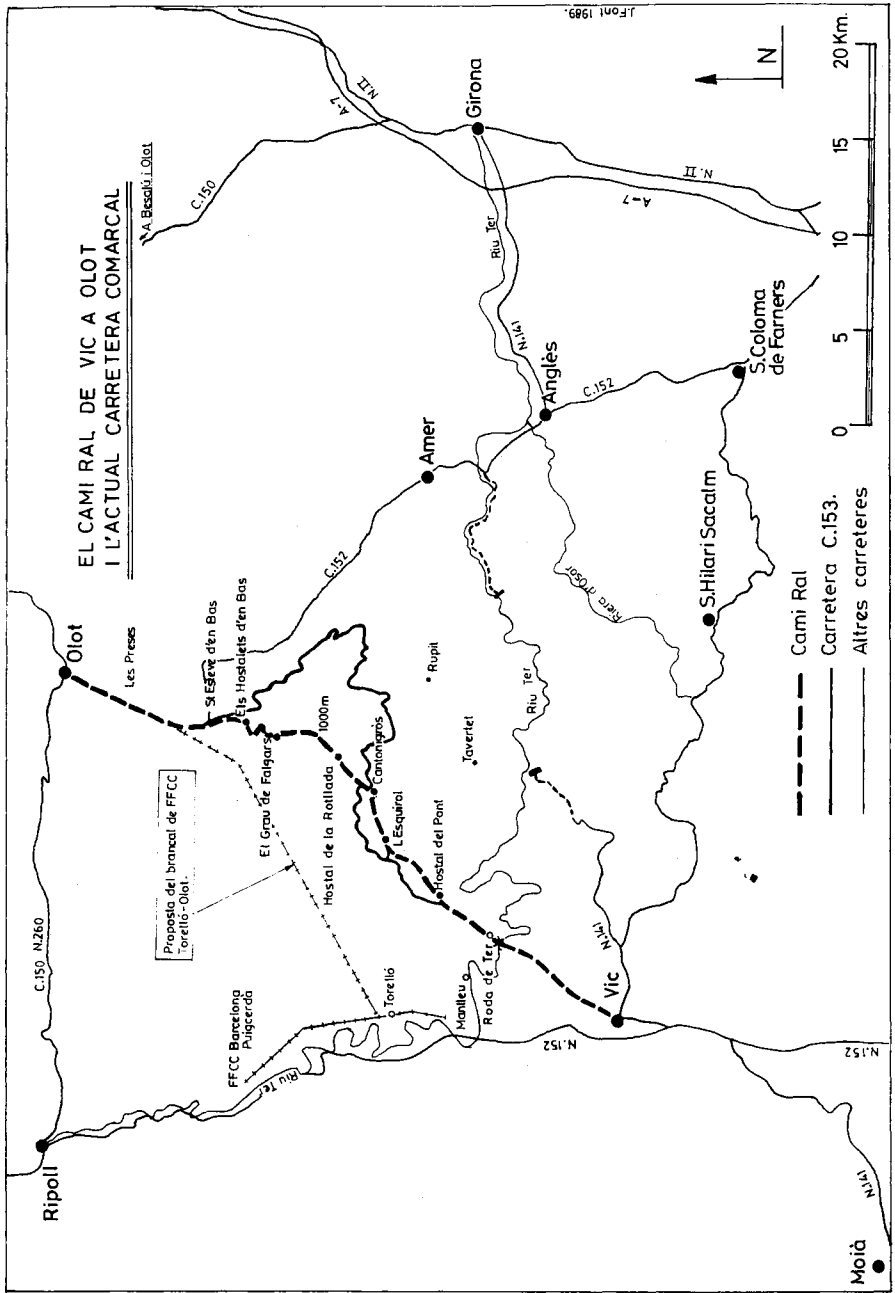 EL CAMI RAL DE VIC A OLOT
I L'ACTUAL CARRETERA COMARCAL
A Besalú i Olot
C.150
N.II
A-7
J.Font 1989.
Ripoll
C.150 N.260
Olot
Les Preses
St Esteve d'en Bas
Els Hostalets d'en Bas
C.152
Proposta del brancal de FFCC
Torelló-Olot.
El Grau de Falgars
1000m
Hostal de la Rotllada
Cantonigròs
L'Esquirol
Hostal del Pont
Rupit
Tavertet
Amer
Girona
Riu Ter
N.141
Anglès
FFCC Barcelona
Puigcerdà
Riu Ter
Torelló
Manlleu
Roda de Ter
N.152
Vic
N.141
Riu Ter
Riera d'Osor
C.152
N.II
A-7
S.Hilari Sacalm
S.Coloma
de Farners
N.152
N.141
Moià
Cami Ral
Carretera C.153.
Altres carreteres
0 5 10 15 20 Km.
N